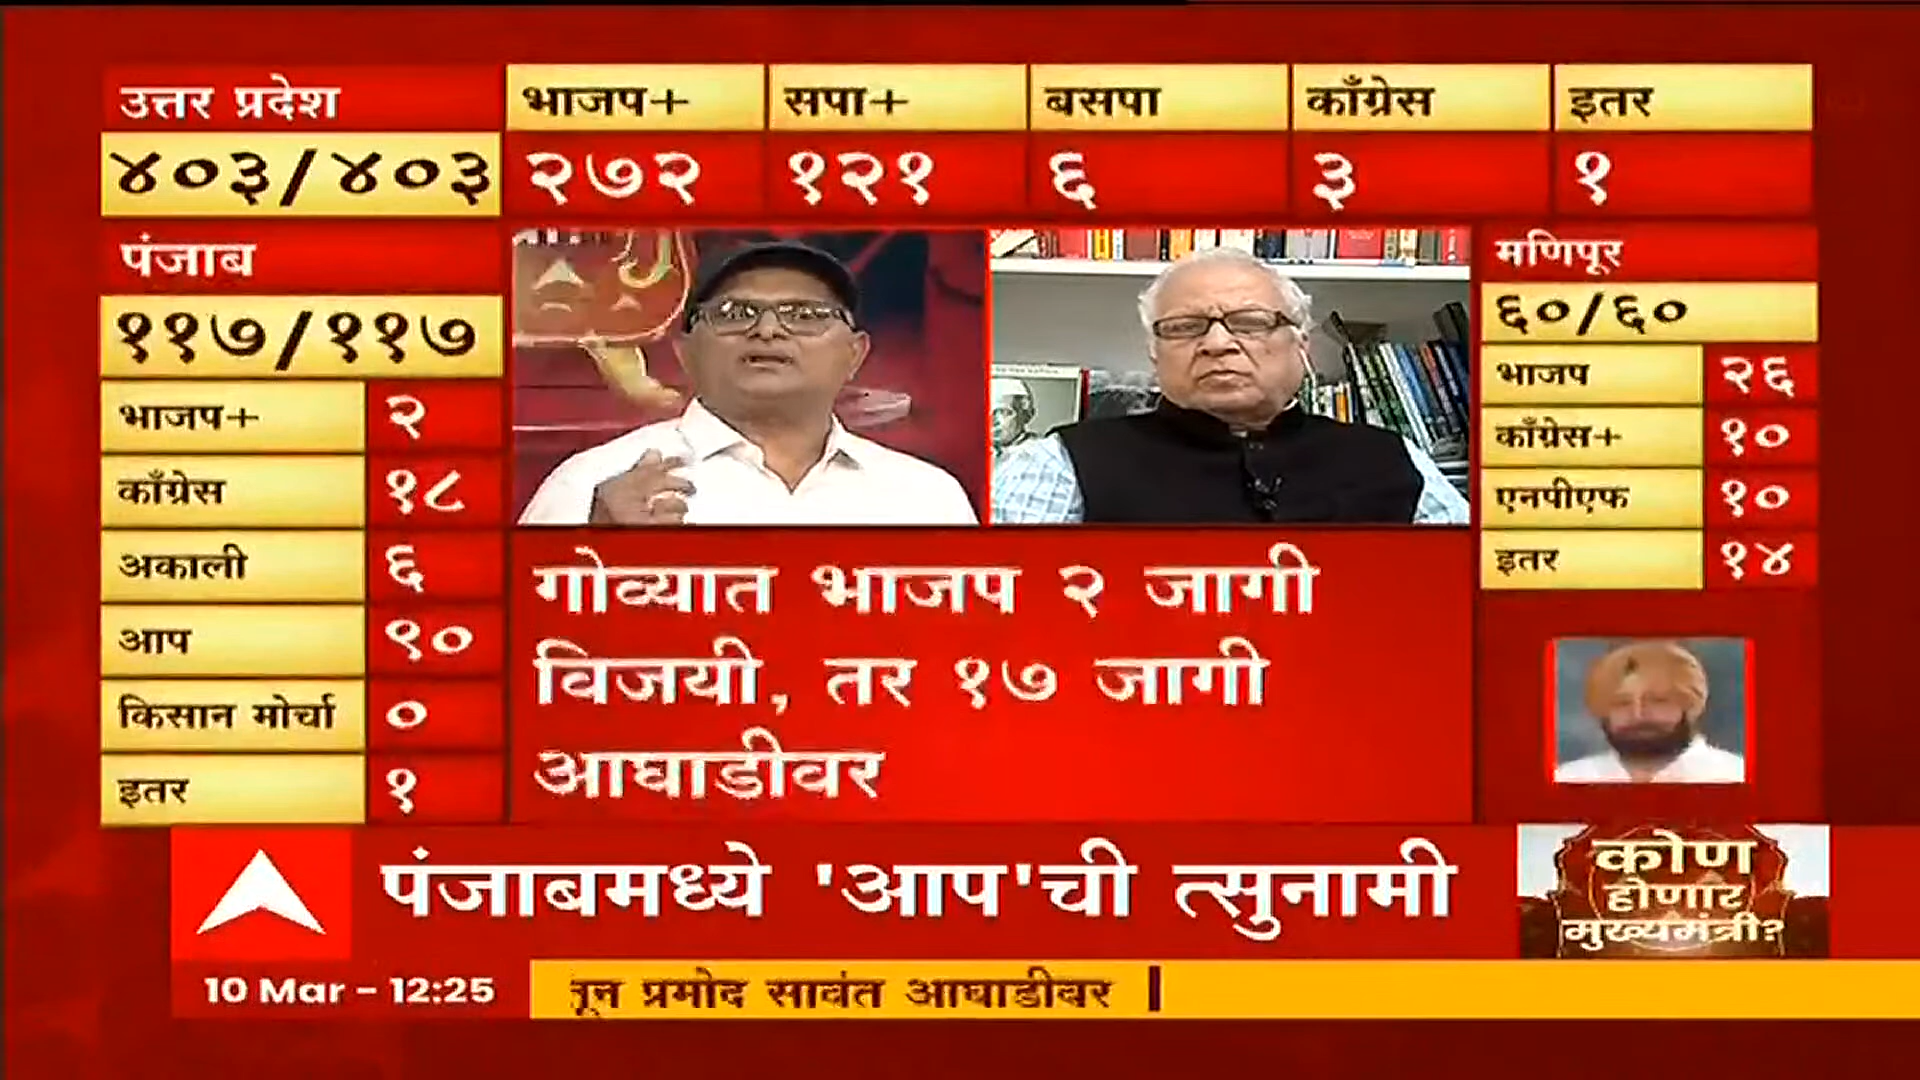 उत्तर प्रदेश
४०३/४०३
भाजप+ सपा+ बसपा काँग्रेस इतर
२७२ १२१ ६ ३ १
पंजाब
११७/११७
भाजप+ २
काँग्रेस १८
अकाली ६
आप ९०
किसान मोर्चा ०
इतर १
मणिपूर
६०/६०
भाजप २६
काँग्रेस+ १०
एनपीएफ १०
इतर १४
गोव्यात भाजप २ जागी
विजयी, तर १७ जागी
आघाडीवर
पंजाबमध्ये 'आप'ची त्सुनामी
कोण
होणार
मुख्यमंत्री?
10 Mar - 12:25
तून प्रमोद सावंत आघाडीवर